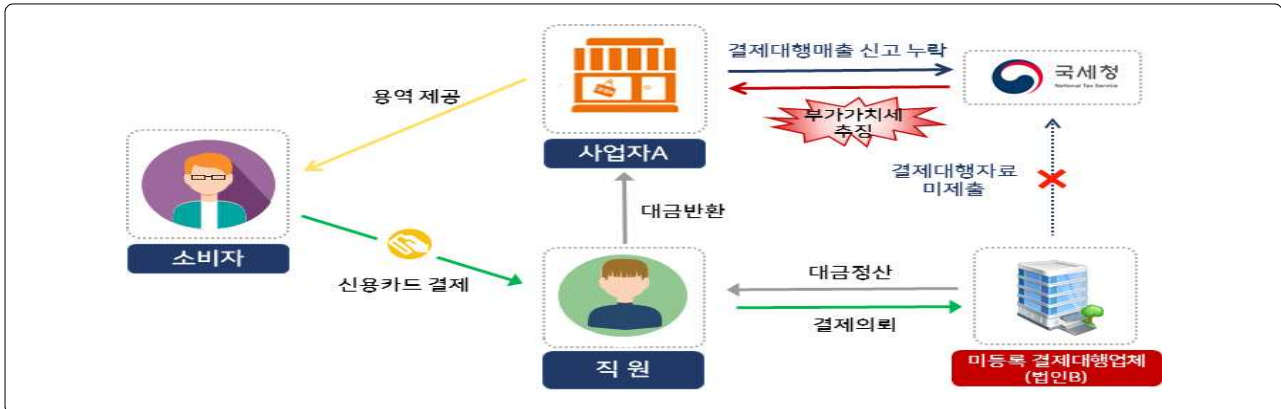 결제대행매출 신고 누락
국세청
National Tax Service
용역 제공
부가가치세
추징
사업자A
결제대행자료
미제출
대금반환
소비자
대금정산
신용카드 결제
결제의뢰
직 원
미등록 결제대행업체
(법인B)